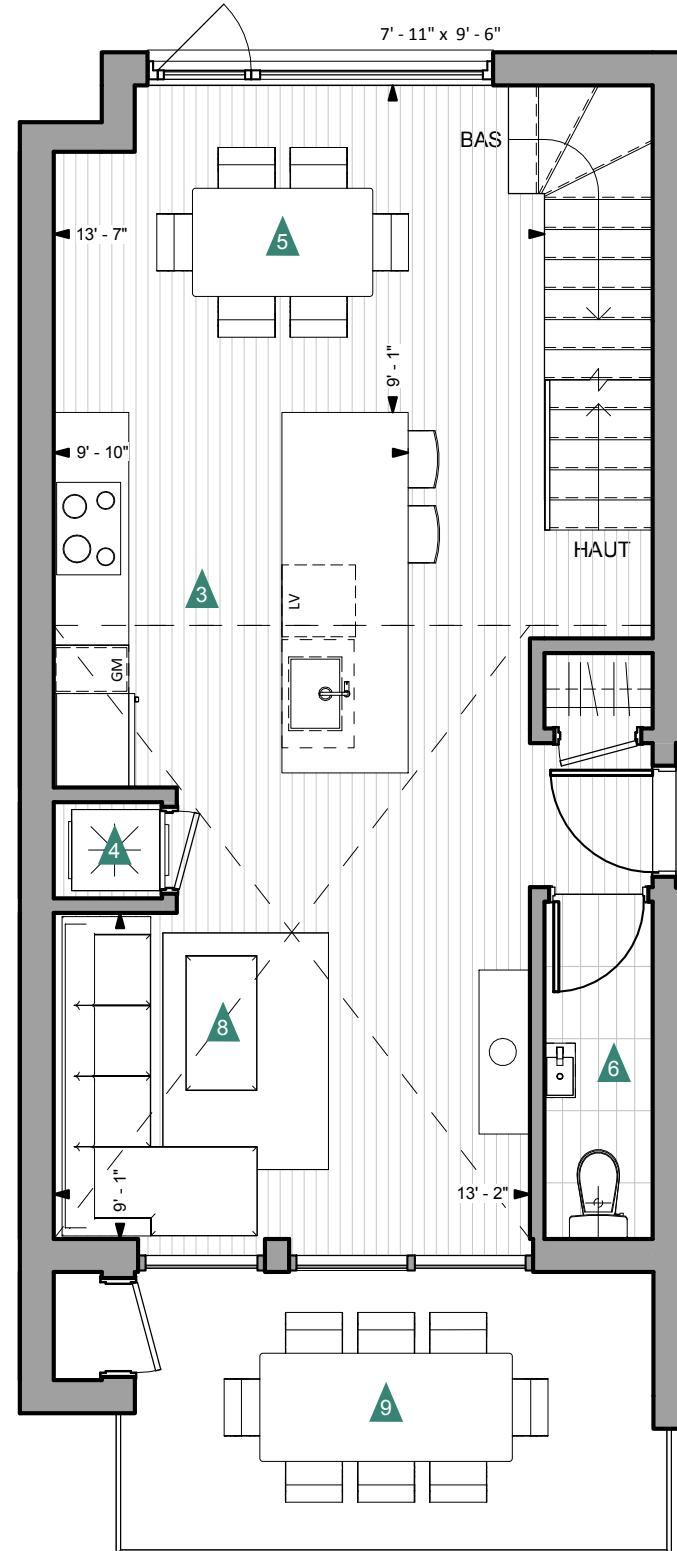 7' - 11" x 9' - 6"
BAS
13' - 7"
5
9' - 1"
9' - 10"
HAUT
3
LV
GM
4
8
6
9' - 1"
13' - 2"
9